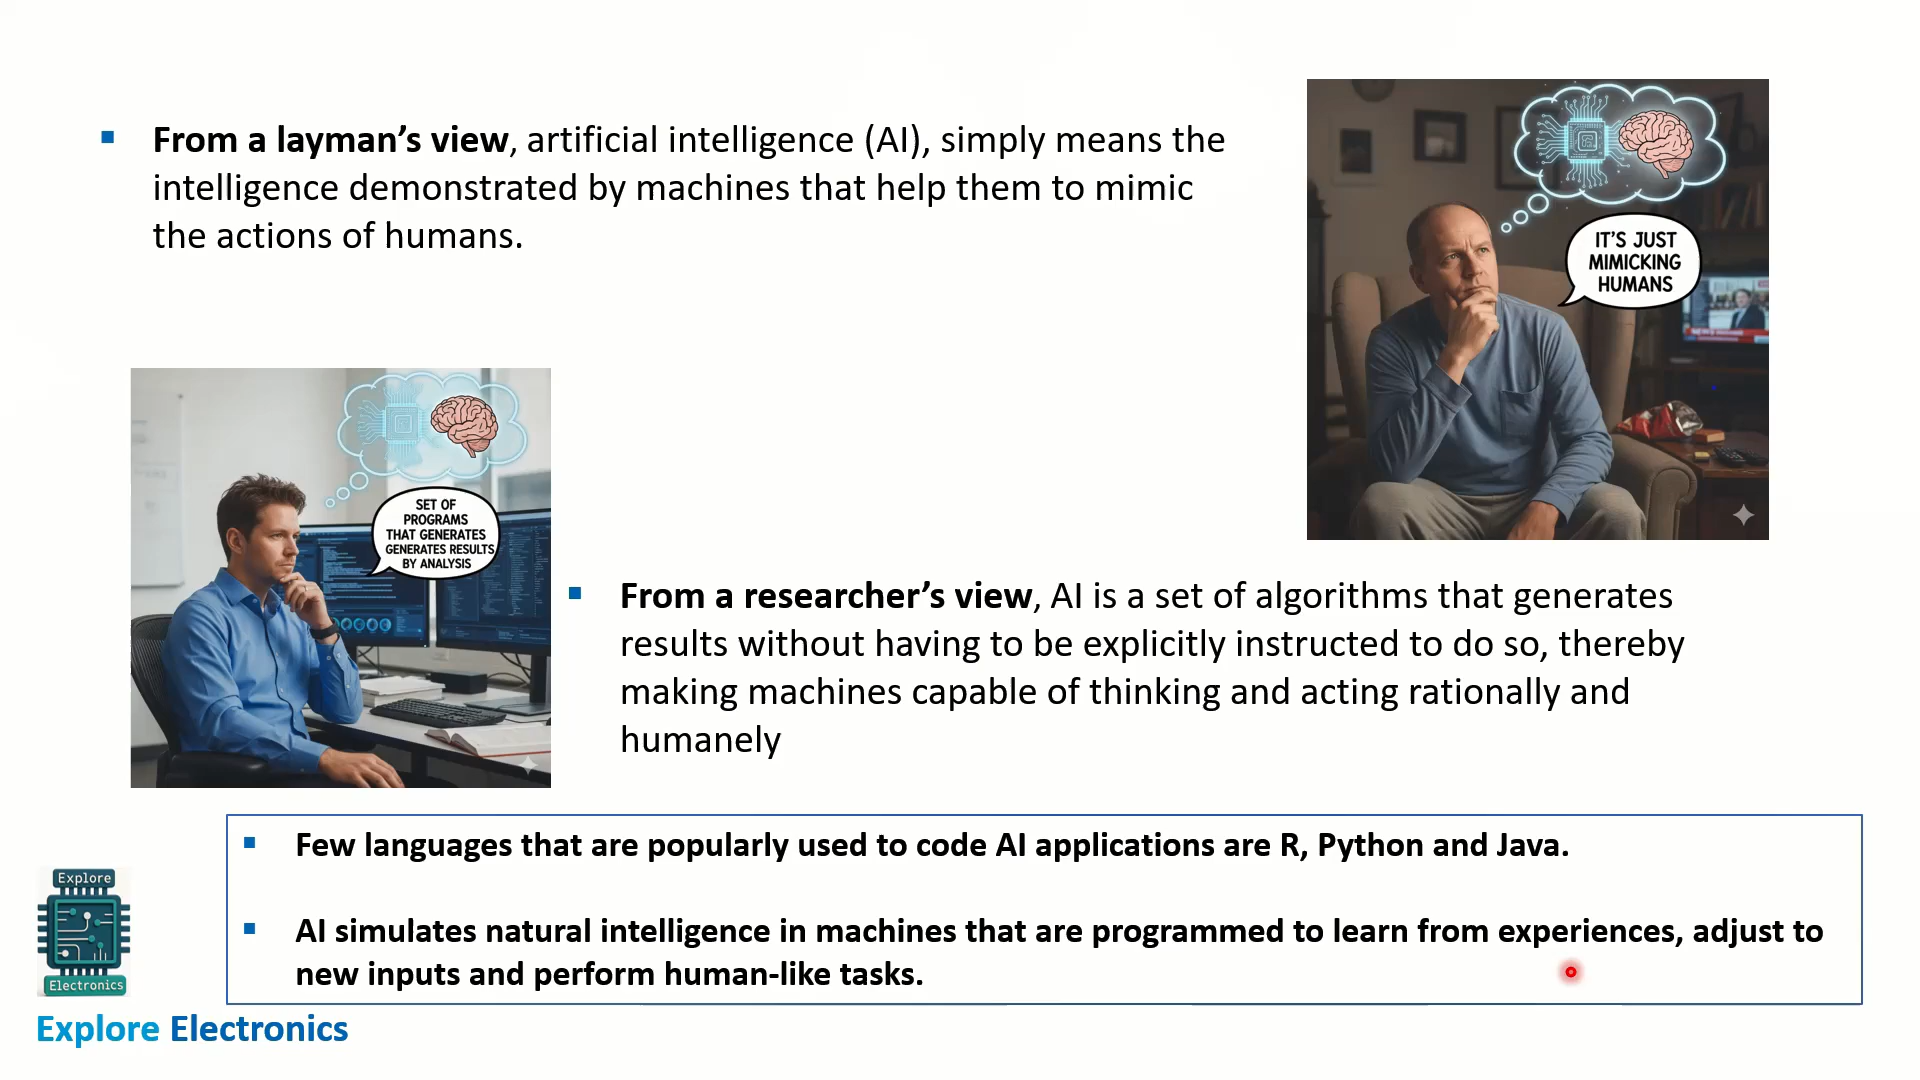 From a layman’s view, artificial intelligence (AI), simply means the
intelligence demonstrated by machines that help them to mimic
the actions of humans.
IT’S JUST
MIMICKING
HUMANS
SET OF
PROGRAMS
THAT GENERATES
GENERATES RESULTS
BY ANALYSIS
From a researcher’s view, AI is a set of algorithms that generates
results without having to be explicitly instructed to do so, thereby
making machines capable of thinking and acting rationally and
humanely
Few languages that are popularly used to code AI applications are R, Python and Java.
AI simulates natural intelligence in machines that are programmed to learn from experiences, adjust to
new inputs and perform human-like tasks.
Explore
Electronics
Explore Electronics